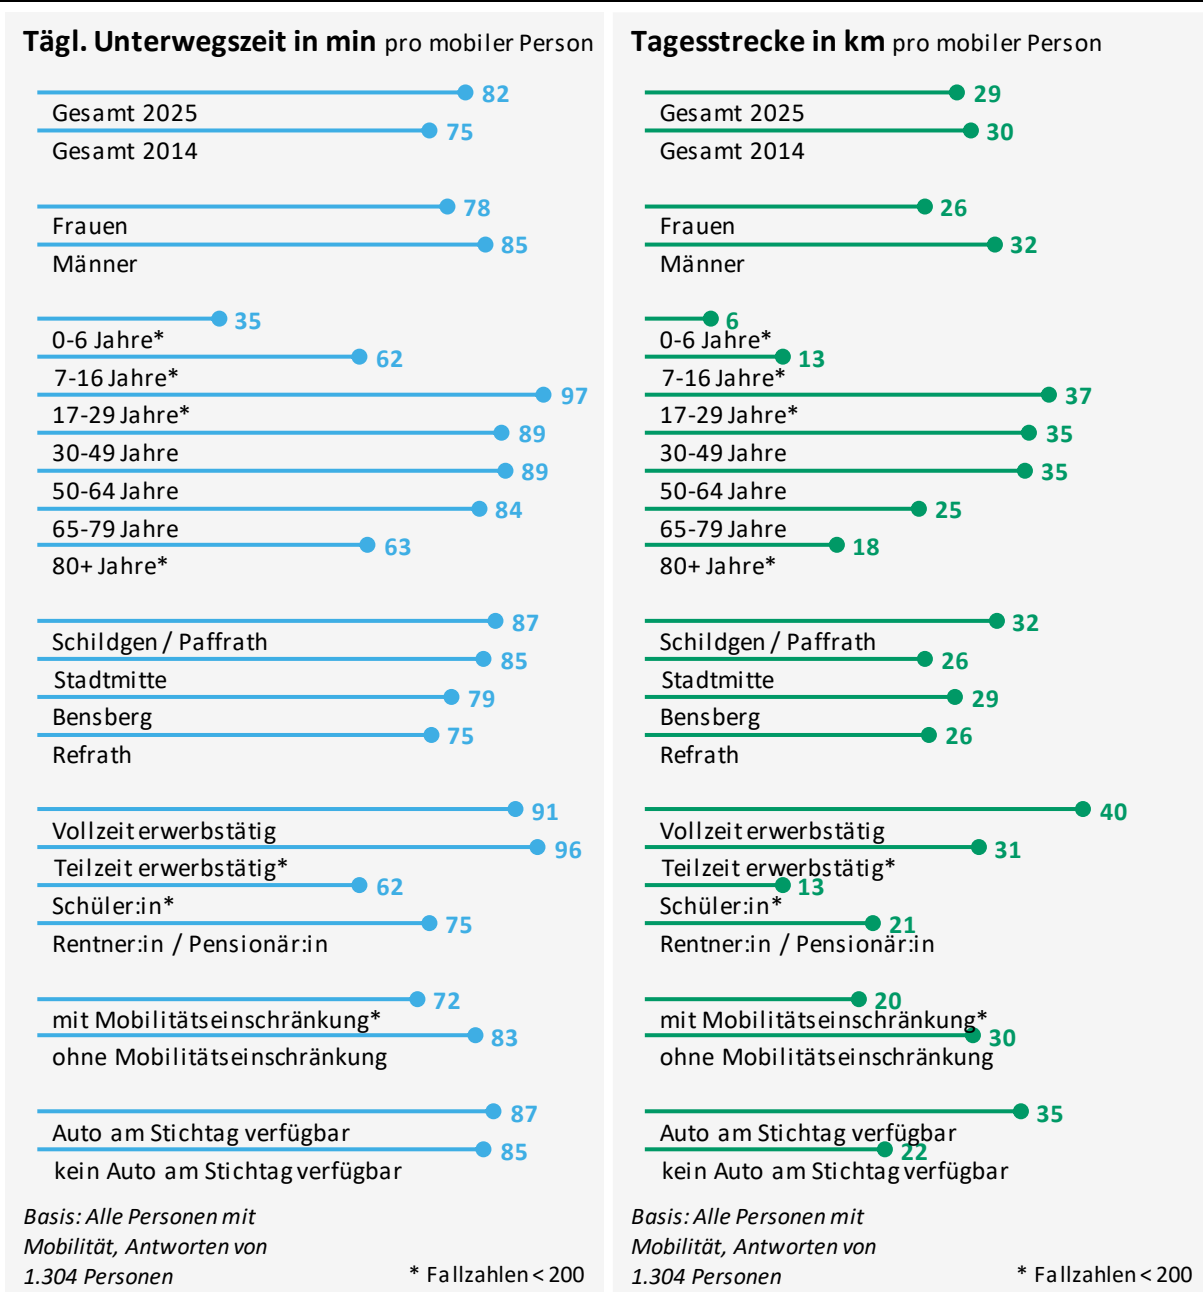 Tägl. Unterwegszeit in min pro mobiler Person
82
Gesamt 2025
75
Gesamt 2014
78
Frauen
85
Männer
35
0-6 Jahre*
62
7-16 Jahre*
97
17-29 Jahre*
89
30-49 Jahre
89
50-64 Jahre
84
65-79 Jahre
63
80+ Jahre*
87
Schildgen / Paffrath
85
Stadtmitte
79
Bensberg
75
Refrath
91
Vollzeit erwerbstätig
96
Teilzeit erwerbstätig*
62
Schüler:in*
75
Rentner:in / Pensionär:in
72
mit Mobilitätseinschränkung*
83
ohne Mobilitätseinschränkung
87
Auto am Stichtag verfügbar
85
kein Auto am Stichtag verfügbar
Basis: Alle Personen mit
Mobilität, Antworten von
1.304 Personen
* Fallzahlen < 200
Tagesstrecke in km pro mobiler Person
29
Gesamt 2025
30
Gesamt 2014
26
Frauen
32
Männer
6
0-6 Jahre*
13
7-16 Jahre*
37
17-29 Jahre*
35
30-49 Jahre
35
50-64 Jahre
25
65-79 Jahre
18
80+ Jahre*
32
Schildgen / Paffrath
26
Stadtmitte
29
Bensberg
26
Refrath
40
Vollzeit erwerbstätig
31
Teilzeit erwerbstätig*
13
Schüler:in*
21
Rentner:in / Pensionär:in
20
mit Mobilitätseinschränkung*
30
ohne Mobilitätseinschränkung
35
Auto am Stichtag verfügbar
22
kein Auto am Stichtag verfügbar
Basis: Alle Personen mit
Mobilität, Antworten von
1.304 Personen
* Fallzahlen < 200